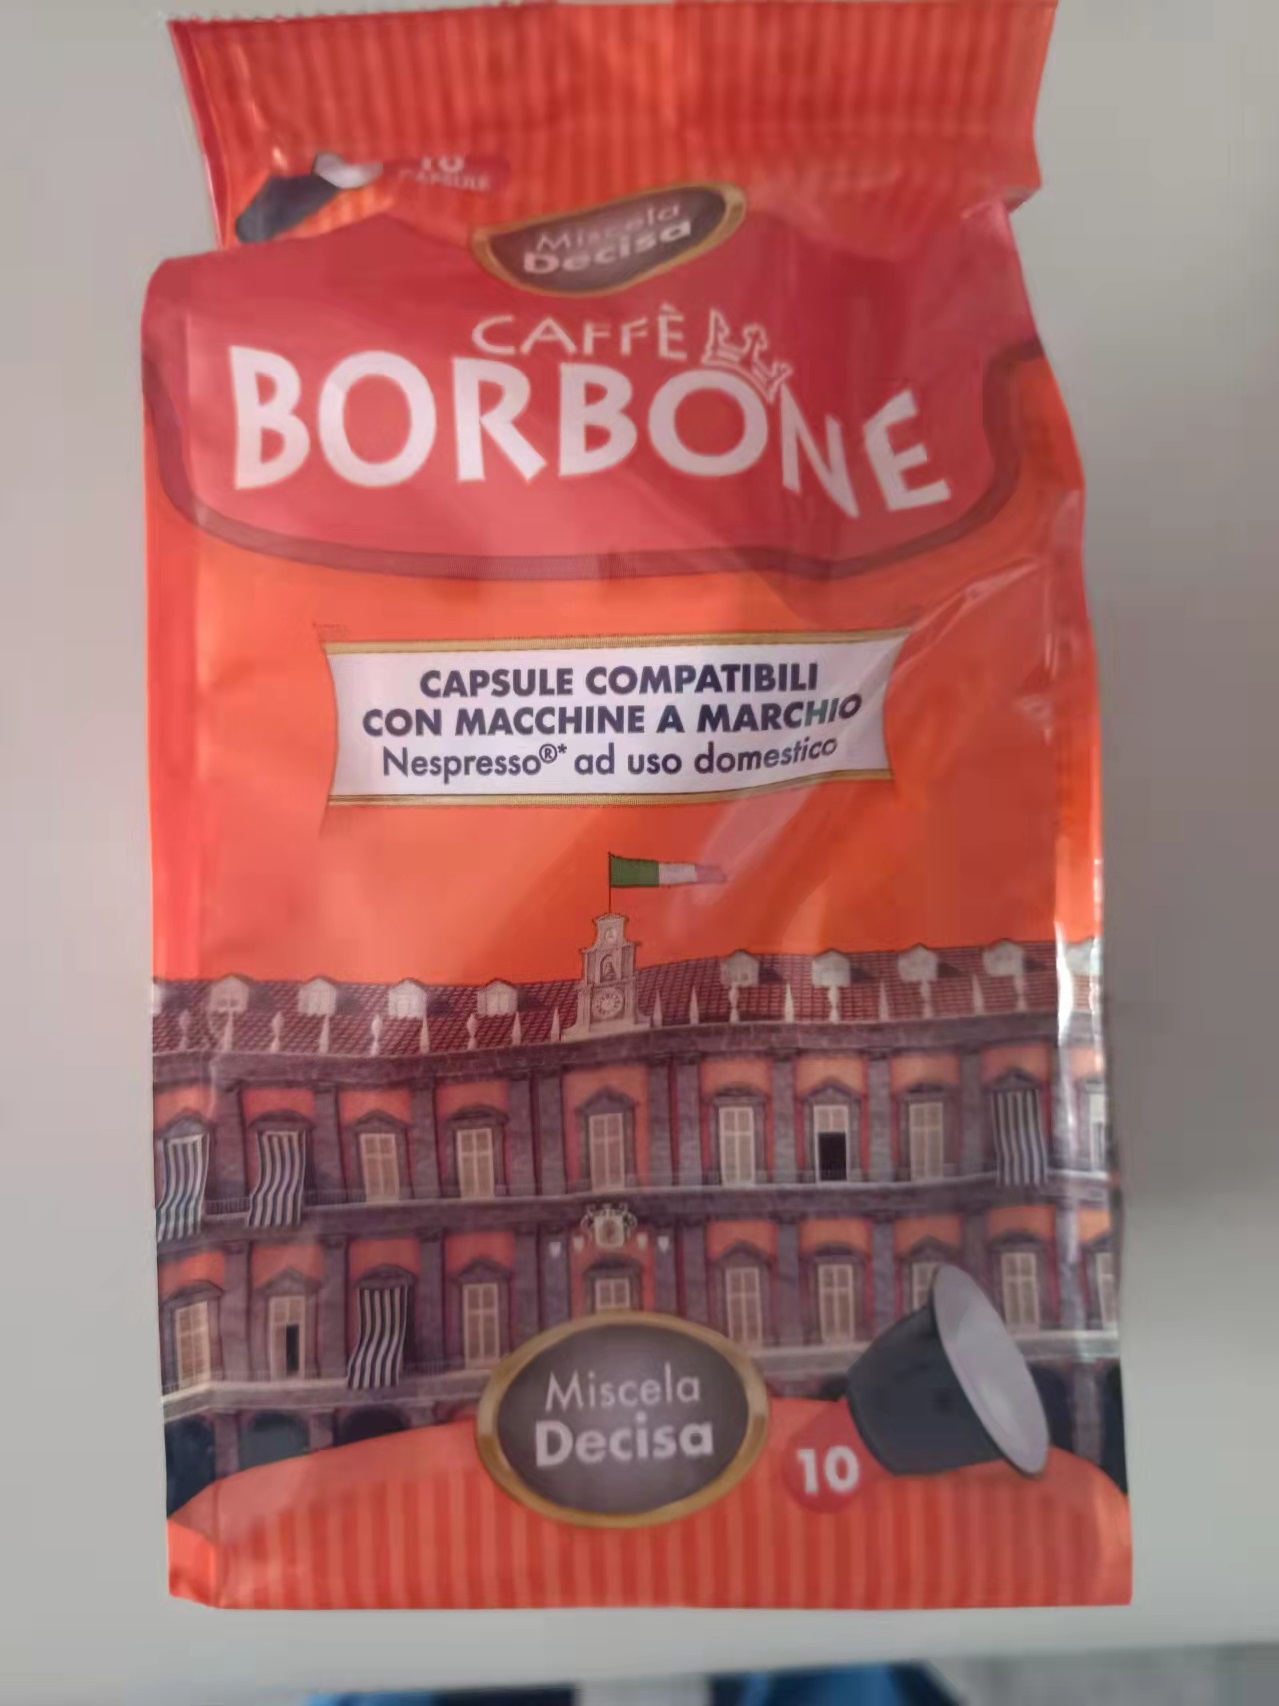 10
CAPSULE
Miscela
Decisa
CAFFÈ
BORBONE
CAPSULE COMPATIBILI
CON MACCHINE A MARCHIO
Nespresso®* ad uso domestico
Miscela
Decisa
10